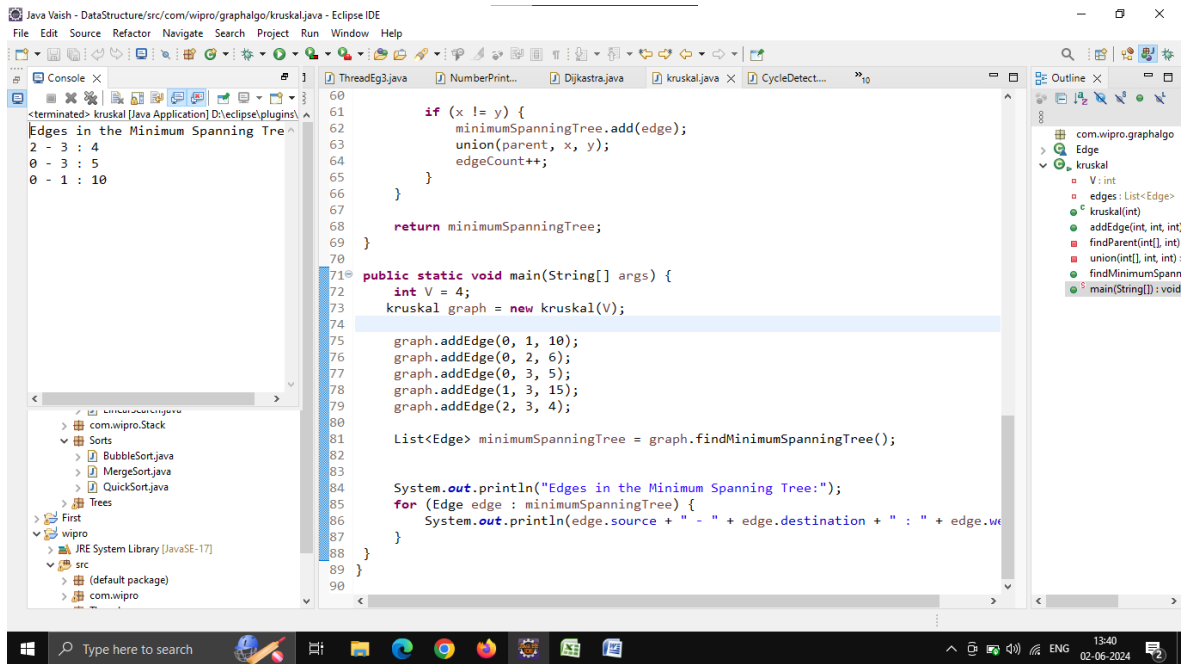 Java Vaish - DataStructure/src/com/wipro/graphalgo/kruskal.java - Eclipse IDE
File Edit Source Refactor Navigate Search Project Run Window Help
Console
<terminated> kruskal [Java Application] D:\eclipse\plugins\
Edges in the Minimum Spanning Tre
2 - 3 : 4
0 - 3 : 5
0 - 1 : 10
LinearSearch.java
com.wipro.Stack
Sorts
BubbleSort.java
MergeSort.java
QuickSort.java
Trees
First
wipro
JRE System Library [JavaSE-17]
src
(default package)
com.wipro
ThreadEg3.java NumberPrint... Dijkastra.java kruskal.java CycleDetect.... »10
60
61 if (x != y) {
62 minimumSpanningTree.add(edge);
63 union(parent, x, y);
64 edgeCount++;
65 }
66 }
67
68 return minimumSpanningTree;
69 }
70
71 public static void main(String[] args) {
72 int V = 4;
73 kruskal graph = new kruskal(V);
74
75 graph.addEdge(0, 1, 10);
76 graph.addEdge(0, 2, 6);
77 graph.addEdge(0, 3, 5);
78 graph.addEdge(1, 3, 15);
79 graph.addEdge(2, 3, 4);
80
81 List<Edge> minimumSpanningTree = graph.findMinimumSpanningTree();
82
83
84 System.out.println("Edges in the Minimum Spanning Tree:");
85 for (Edge edge : minimumSpanningTree) {
86 System.out.println(edge.source + " - " + edge.destination + " : " + edge.we
87 }
88 }
89 }
90
Outline
com.wipro.graphalgo
Edge
kruskal
V : int
edges : List<Edge>
kruskal(int)
addEdge(int, int, int)
findParent(int[], int)
union(int[], int, int) :
findMinimumSpann
main(String[]) : void
Type here to search
ENG
13:40
02-06-2024
2